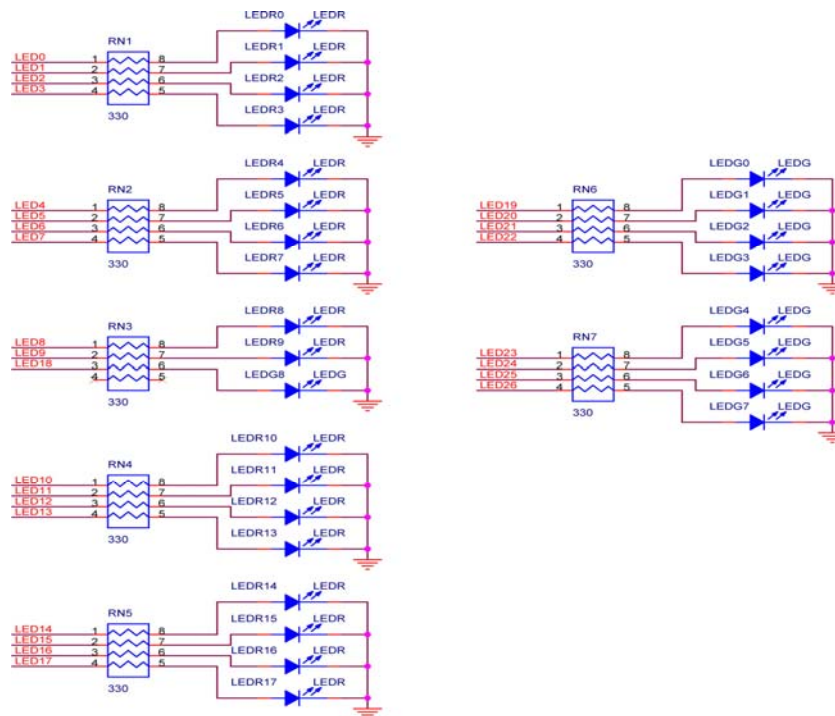 LEDR0 LEDR
RN1
LED0 1 8 LEDR1 LEDR
LED1 2 7
LED2 3 6 LEDR2 LEDR
LED3 4 5
330 LEDR3 LEDR
LEDR4 LEDR
RN2
LED4 1 8 LEDR5 LEDR
LED5 2 7
LED6 3 6 LEDR6 LEDR
LED7 4 5
330 LEDR7 LEDR
LEDR8 LEDR
RN3
LED8 1 8 LEDR9 LEDR
LED9 2 7
LED18 3 6 LEDG8 LEDG
4 5
330
LEDR10 LEDR
RN4
LED10 1 8 LEDR11 LEDR
LED11 2 7
LED12 3 6 LEDR12 LEDR
LED13 4 5
330 LEDR13 LEDR
LEDR14 LEDR
RN5
LED14 1 8 LEDR15 LEDR
LED15 2 7
LED16 3 6 LEDR16 LEDR
LED17 4 5
330 LEDR17 LEDR
LEDG0 LEDG
RN6
LED19 1 8 LEDG1 LEDG
LED20 2 7
LED21 3 6 LEDG2 LEDG
LED22 4 5
330 LEDG3 LEDG
LEDG4 LEDG
RN7
LED23 1 8 LEDG5 LEDG
LED24 2 7
LED25 3 6 LEDG6 LEDG
LED26 4 5
330 LEDG7 LEDG